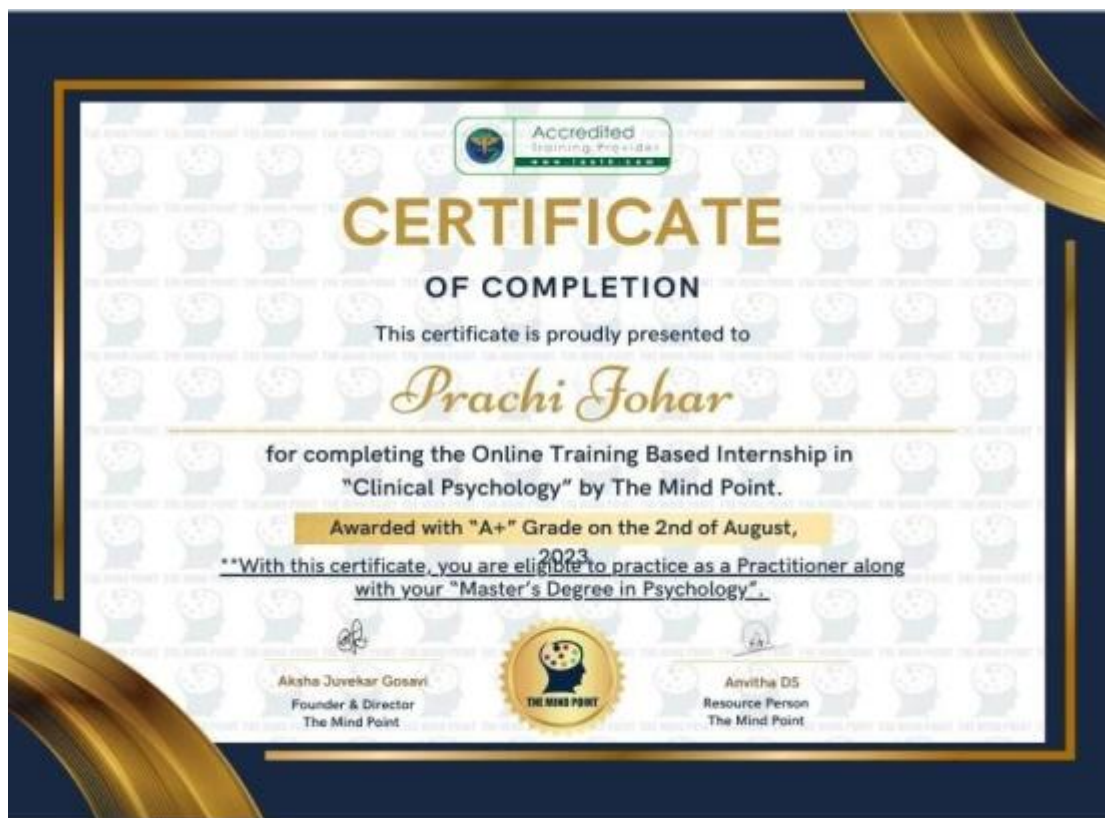 Accredited
Training Provider
CERTIFICATE
OF COMPLETION
This certificate is proudly presented to
Prachi Johar
for completing the Online Training Based Internship in
“Clinical Psychology” by The Mind Point.
Awarded with “A+” Grade on the 2nd of August,
2023
**With this certificate, you are eligible to practice as a Practitioner along
with your “Master’s Degree in Psychology”.
Aksha Juvekar Gosavi
Founder & Director
The Mind Point
THE MIND POINT
Anvitha DS
Resource Person
The Mind Point